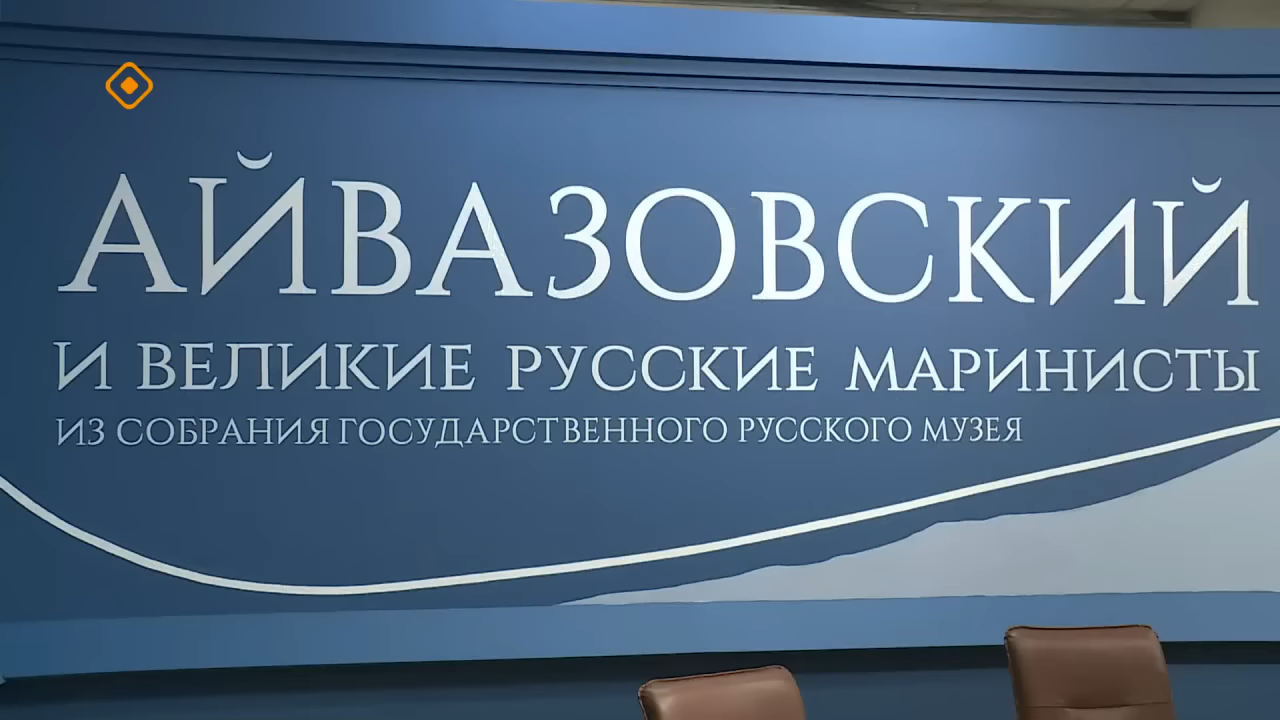 АЙВАЗОВСКИЙ
И ВЕЛИКИЕ РУССКИЕ МАРИНИСТЫ
ИЗ СОБРАНИЯ ГОСУДАРСТВЕННОГО РУССКОГО МУЗЕЯ